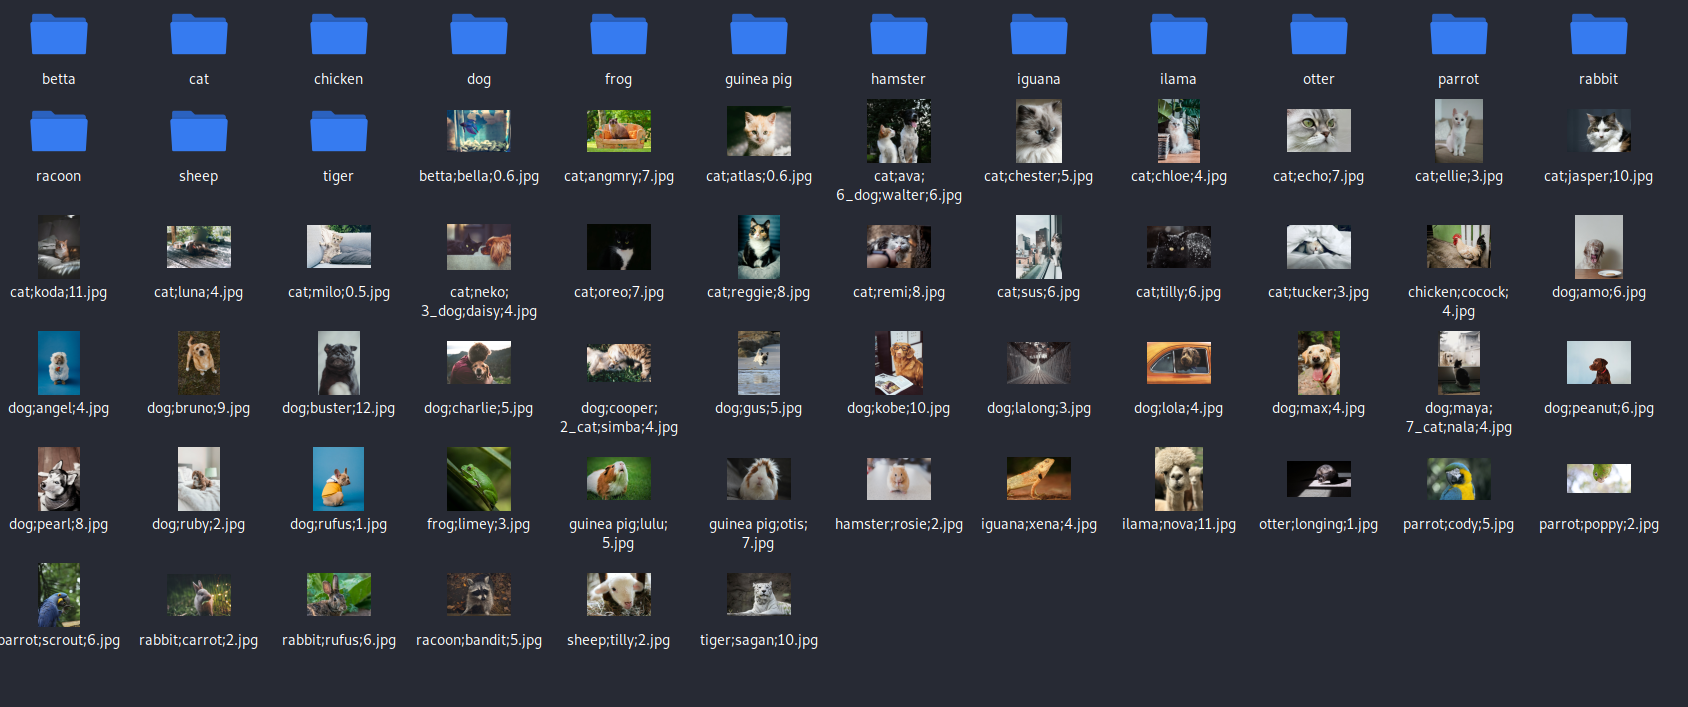 betta
cat
chicken
dog
frog
guinea pig
hamster
iguana
ilama
otter
parrot
rabbit
racoon
sheep
tiger
betta;bella;0.6.jpg
cat;angmry;7.jpg
cat;atlas;0.6.jpg
cat;ava;
6_dog;walter;6.jpg
cat;chester;5.jpg
cat;chloe;4.jpg
cat;echo;7.jpg
cat;ellie;3.jpg
cat;jasper;10.jpg
cat;koda;11.jpg
cat;luna;4.jpg
cat;milo;0.5.jpg
cat;neko;
3_dog;daisy;4.jpg
cat;oreo;7.jpg
cat;reggie;8.jpg
cat;remi;8.jpg
cat;sus;6.jpg
cat;tilly;6.jpg
cat;tucker;3.jpg
chicken;cocock;
4.jpg
dog;amo;6.jpg
dog;angel;4.jpg
dog;bruno;9.jpg
dog;buster;12.jpg
dog;charlie;5.jpg
dog;cooper;
2_cat;simba;4.jpg
dog;gus;5.jpg
dog;kobe;10.jpg
dog;lalong;3.jpg
dog;lola;4.jpg
dog;max;4.jpg
dog;maya;
7_cat;nala;4.jpg
dog;peanut;6.jpg
dog;pearl;8.jpg
dog;ruby;2.jpg
dog;rufus;1.jpg
frog;limey;3.jpg
guinea pig;lulu;
5.jpg
guinea pig;otis;
7.jpg
hamster;rosie;2.jpg
iguana;xena;4.jpg
ilama;nova;11.jpg
otter;longing;1.jpg
parrot;cody;5.jpg
parrot;poppy;2.jpg
parrot;scrout;6.jpg
rabbit;carrot;2.jpg
rabbit;rufus;6.jpg
racoon;bandit;5.jpg
sheep;tilly;2.jpg
tiger;sagan;10.jpg